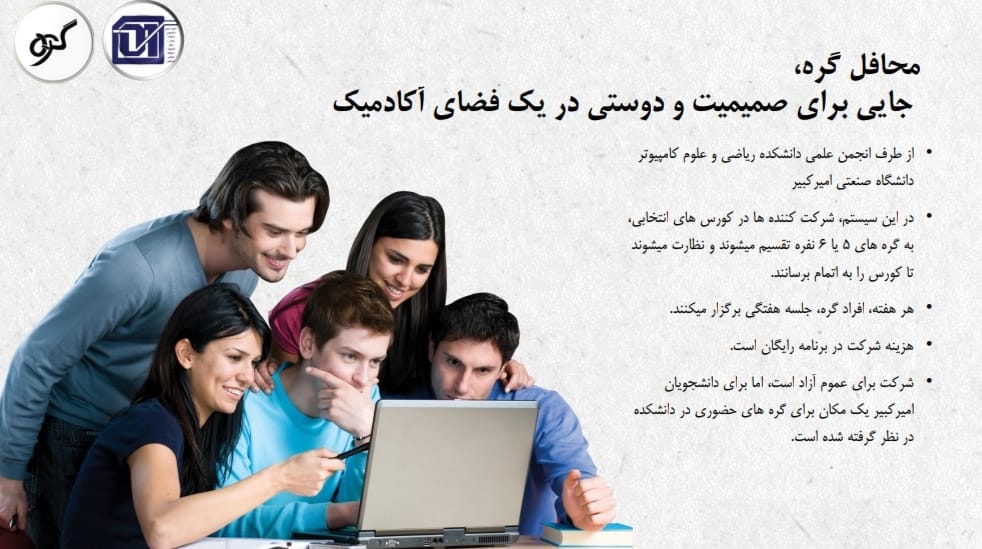 گره
محافل گره،
جایی برای صمیمیت و دوستی در یک فضای آکادمیک
• از طرف انجمن علمی دانشکده ریاضی و علوم کامپیوتر
دانشگاه صنعتی امیرکبیر
• در این سیستم، شرکت کننده ها در کورس های انتخابی،
به گره های ۵ یا ۶ نفره تقسیم میشوند و نظارت میشوند
تا کورس را به اتمام برسانند.
• هر هفته، افراد گره، جلسه هفتگی برگزار میکنند.
• هزینه شرکت در برنامه رایگان است.
• شرکت برای عموم آزاد است، اما برای دانشجویان
امیرکبیر یک مکان برای گره های حضوری در دانشکده
در نظر گرفته شده است.